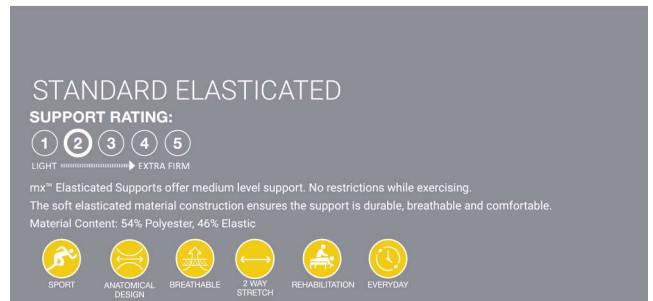 STANDARD ELASTICATED
SUPPORT RATING:
1 2 3 4 5
LIGHT EXTRA FIRM
mx™ Elasticated Supports offer medium level support. No restrictions while exercising.
The soft elasticated material construction ensures the support is durable, breathable and comfortable.
Material Content: 54% Polyester, 46% Elastic
SPORT
ANATOMICAL
DESIGN
BREATHABLE
2 WAY
STRETCH
REHABILITATION
EVERYDAY